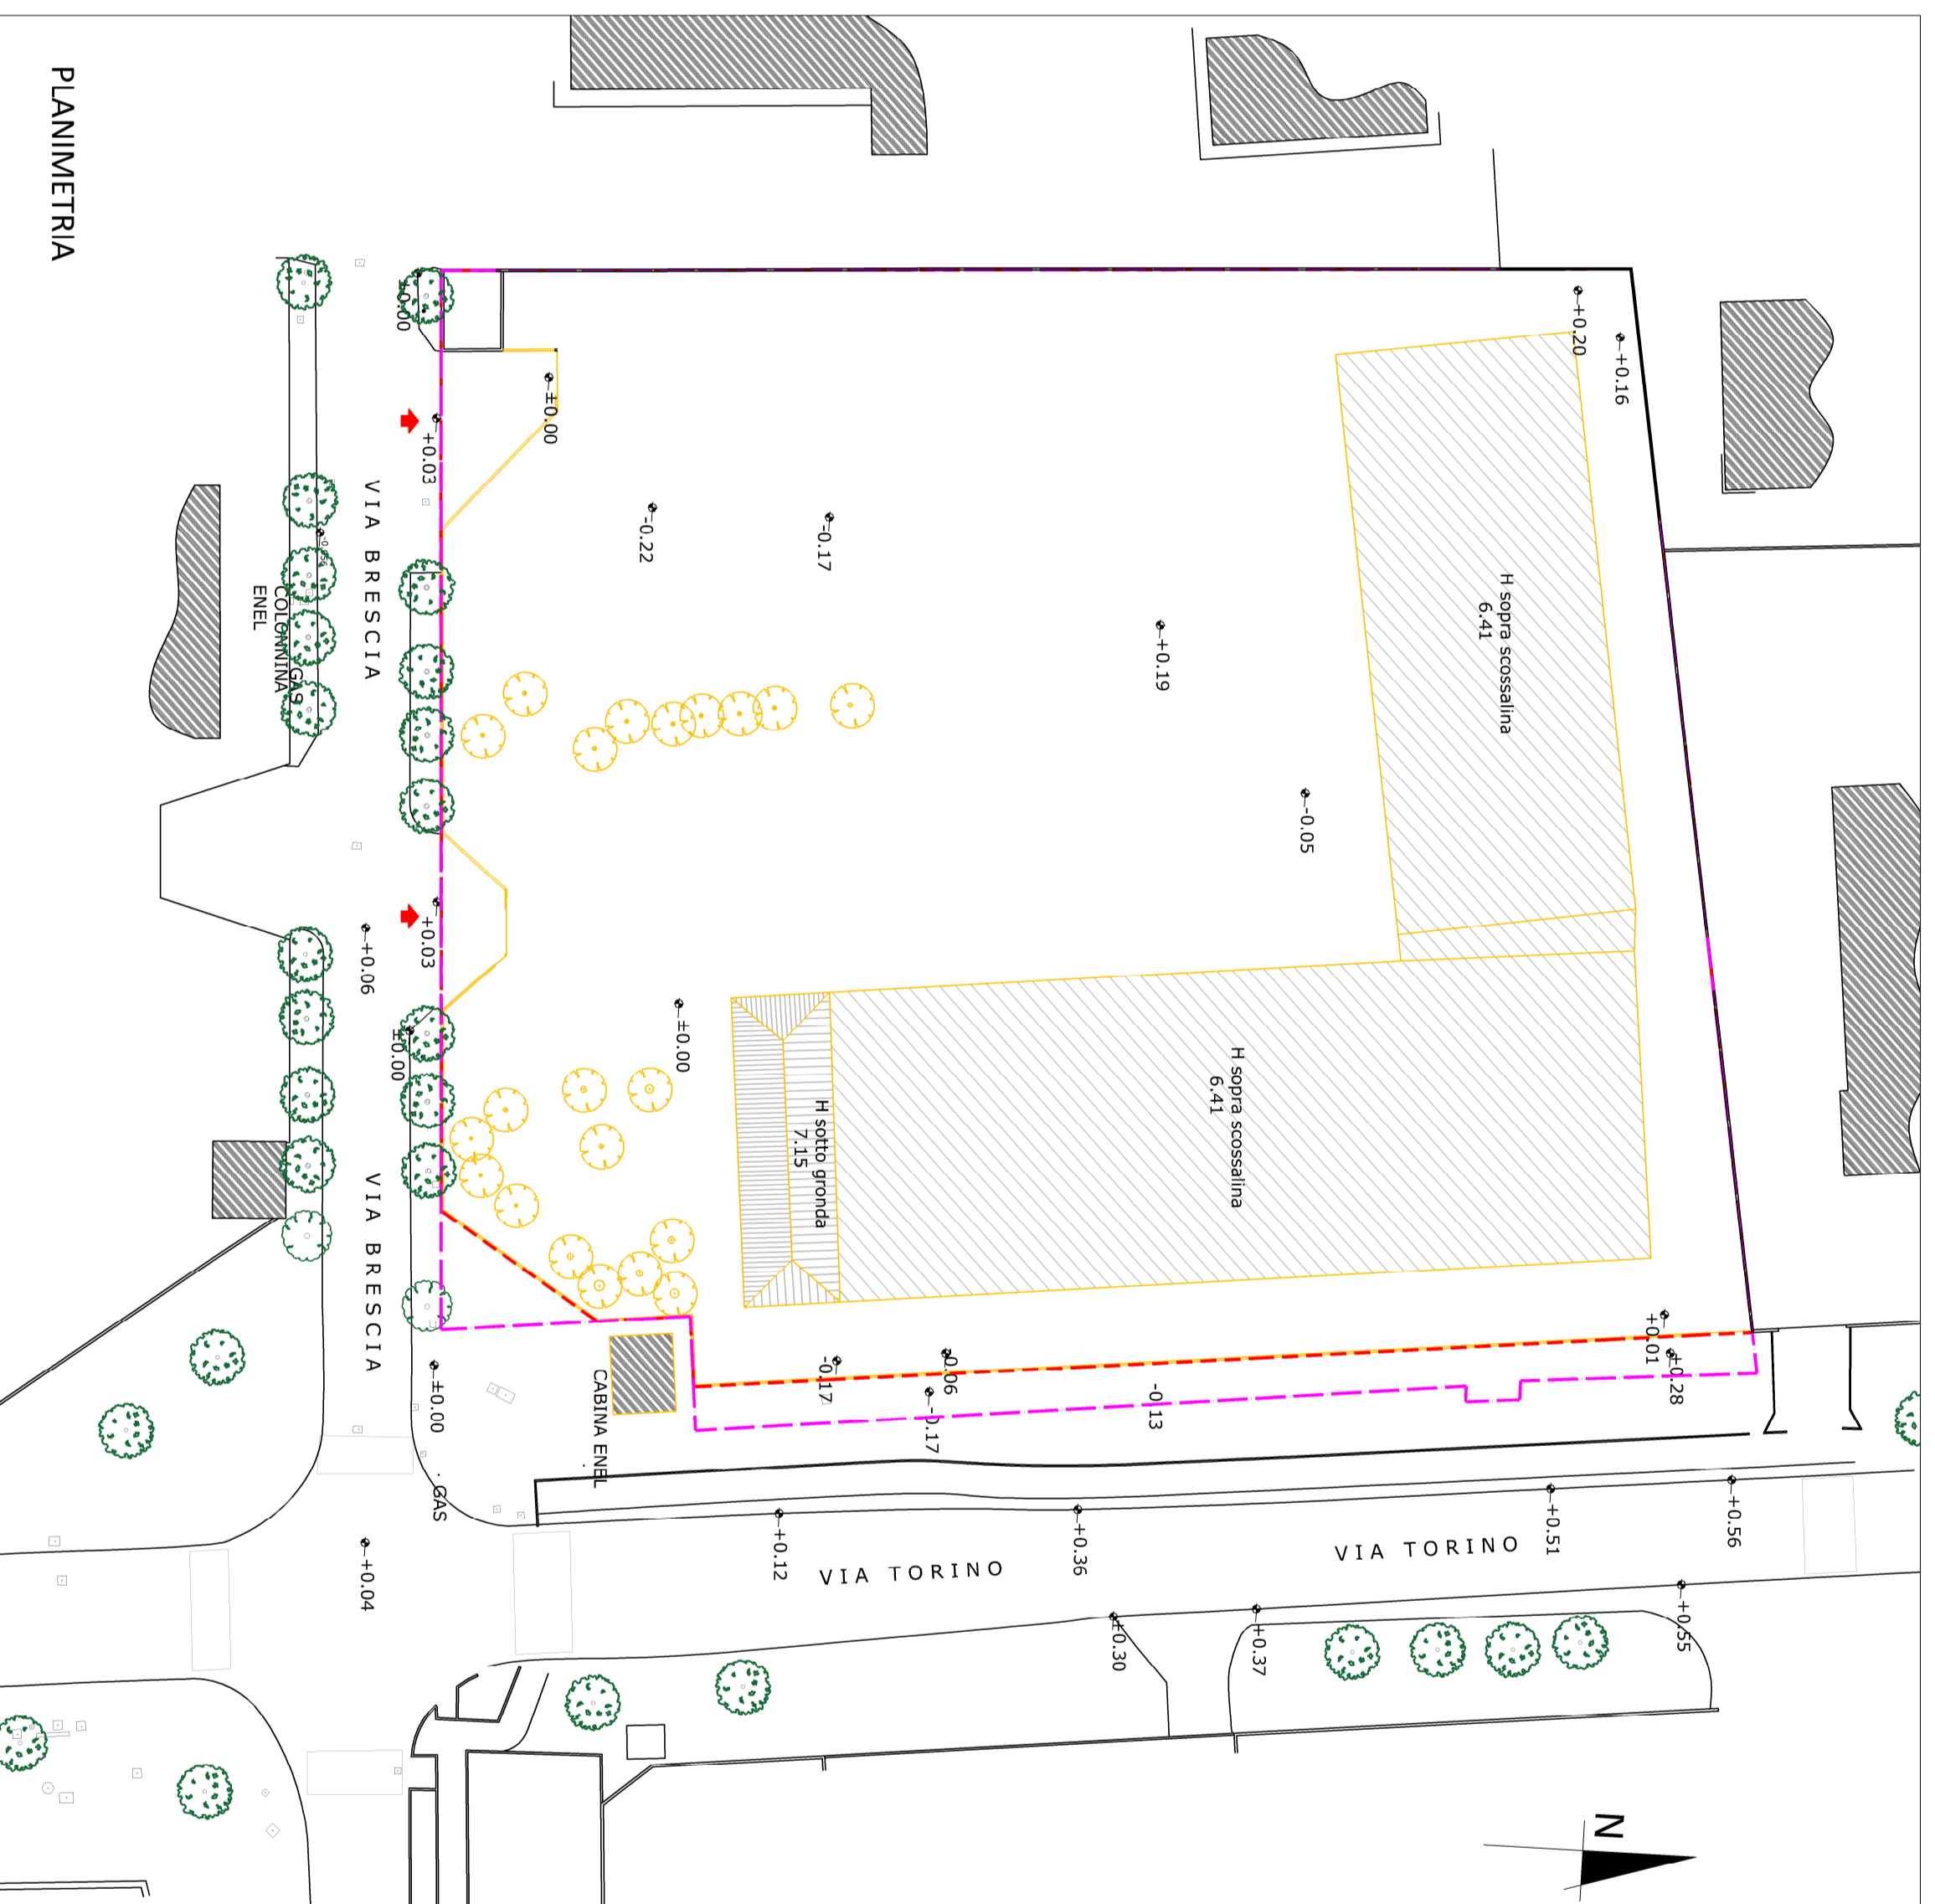 PLANIMETRIA
+0.20
+0.16
±0.00
±0.00
+0.03
-0.22
-0.17
+0.19
-0.05
H sopra scossalina
6.41
VIA BRESCIA
COLONNINA
ENEL
GAS
+0.03
+0.06
±0.00
±0.00
H sotto gronda
7.15
H sopra scossalina
6.41
VIA BRESCIA
±0.00
CABINA ENEL
GAS
-0.17
-0.17
-0.13
+0.01
+0.28
+0.04
+0.12
+0.36
+0.51
+0.56
VIA TORINO
VIA TORINO
+0.37
+0.55
N